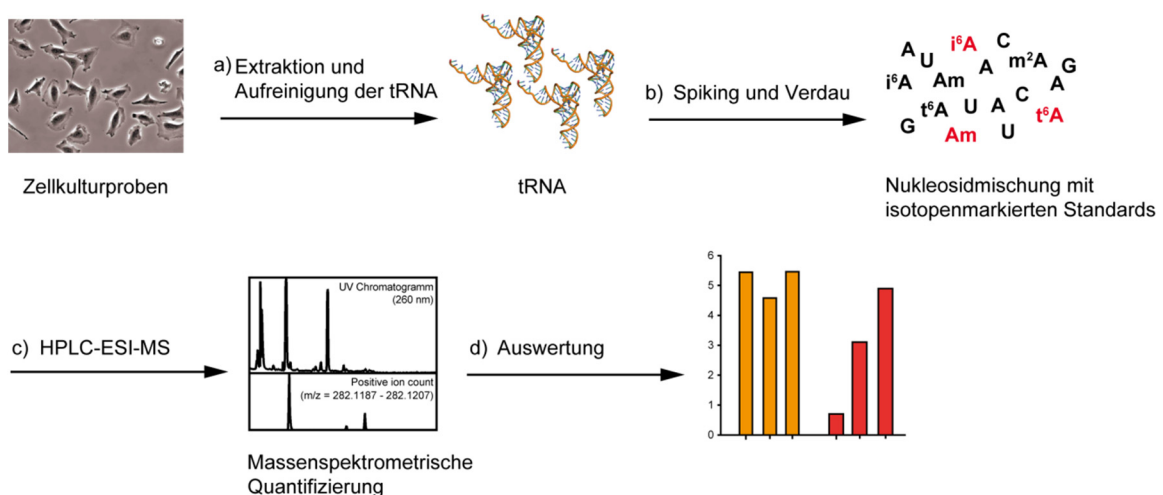 a) Extraktion und
Aufreinigung der tRNA
b) Spiking und Verdau
A U i⁶A C m²A G
i⁶A Am A A
t⁶A U A C t⁶A
G Am U
Zellkulturproben
tRNA
Nukleosidmischung mit
isotopenmarkierten Standards
c) HPLC-ESI-MS
UV Chromatogramm
(260 nm)
Positive ion count
(m/z = 282.1187 - 282.1207)
Massenspektrometrische
Quantifizierung
d) Auswertung
6
5
4
3
2
1
0